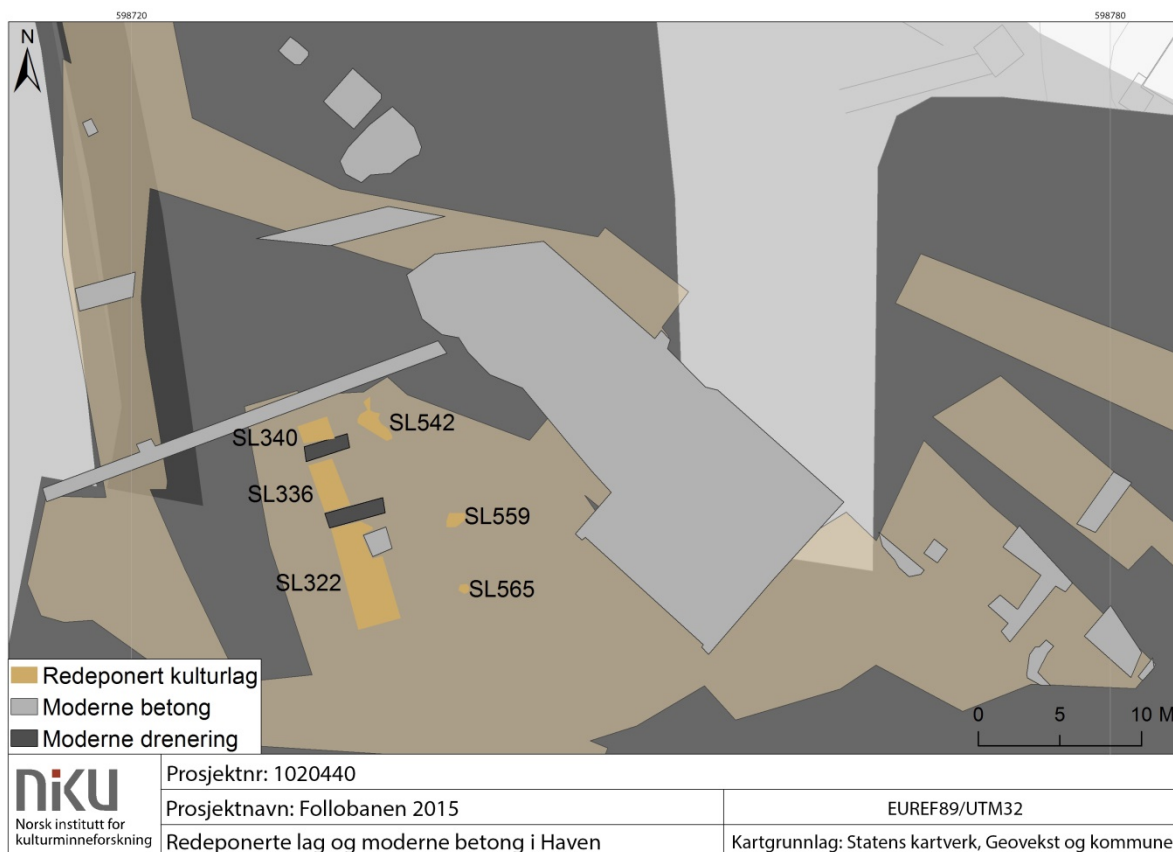 598720 598780
N
SL542
SL340
SL336
SL559
SL322
SL565
Redeponert kulturlag
Moderne betong
Moderne drenering
0 5 10 M
niku
Norsk institutt for
kulturminneforskning
Prosjektnr: 1020440
Prosjektnavn: Follobanen 2015
EUREF89/UTM32
Redeponerte lag og moderne betong i Haven
Kartgrunnlag: Statens kartverk, Geovekst og kommune